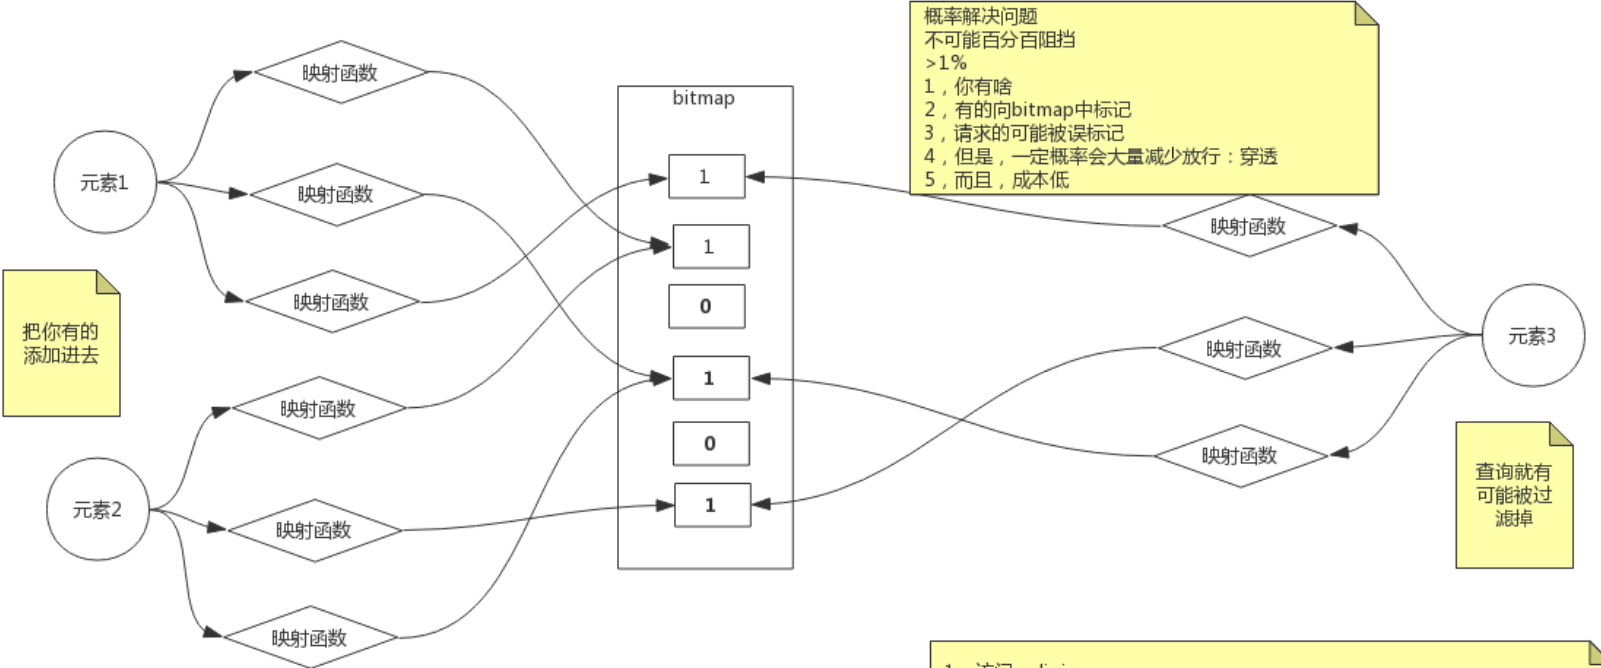 概率解决问题
不可能百分百阻挡
>1%
1，你有啥
2，有的向bitmap中标记
3，请求的可能被误标记
4，但是，一定概率会大量减少放行：穿透
5，而且，成本低
映射函数
bitmap
元素1
1
映射函数
映射函数
1
映射函数
映射函数
0
元素3
把你有的
添加进去
映射函数
1
映射函数
0
映射函数
查询就有
可能被过
滤掉
元素2
1
映射函数
映射函数